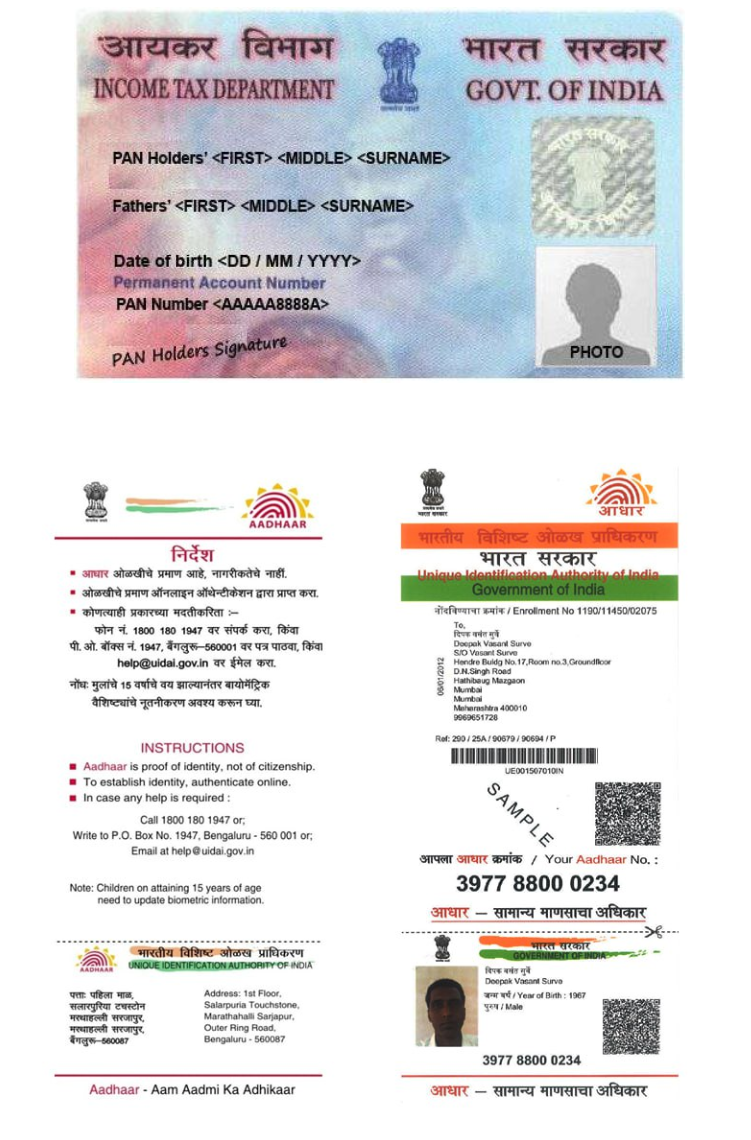 आयकर विभाग
INCOME TAX DEPARTMENT
भारत सरकार
GOVT. OF INDIA
सत्यमेव जयते
भारत सरकार
PAN Holders' <FIRST> <MIDDLE> <SURNAME>
Fathers' <FIRST> <MIDDLE> <SURNAME>
Date of birth <DD / MM / YYYY>
Permanent Account Number
PAN Number <AAAAA8888A>
PAN Holders Signature
PHOTO
AADHAAR
निर्देश
आधार ओळखीचे प्रमाण आहे, नागरीकतेचे नाहीं.
ओळखीचे प्रमाण ऑनलाइन ऑथेन्टीकेशन द्वारा प्राप्त करा.
कोणत्याही प्रकारच्या मदतीकरिता :–
फोन नं. 1800 180 1947 वर संपर्क करा, किंवा
पी. ओ. बॉक्स नं. 1947, बैंगलुरू–560001 वर पत्र पाठवा, किंवा
help@uidai.gov.in वर ईमेल करा.
नोंधः मुलांचे 15 वर्षाचे वय झाल्यानंतर बायोमेंट्रिक
वैशिष्ट्यांचे नूतनीकरण अवश्य करून घ्या.
INSTRUCTIONS
Aadhaar is proof of identity, not of citizenship.
To establish identity, authenticate online.
In case any help is required :
Call 1800 180 1947 or;
Write to P.O. Box No. 1947, Bengaluru - 560 001 or;
Email at help@uidai.gov.in
Note: Children on attaining 15 years of age
need to update biometric information.
AADHAAR
भारतीय विशिष्ट ओळख प्राधिकरण
UNIQUE IDENTIFICATION AUTHORITY OF INDIA
पत्ताः पहिला माळ,
सलारपुरिया टचस्टोन
मरथाहल्ली सरजापुर,
मरथाहल्ली सरजापुर,
बैंगलुरू–560087
Address: 1st Floor,
Salarpuria Touchstone,
Marathahalli Sarjapur,
Outer Ring Road,
Bengaluru - 560087
Aadhaar - Aam Aadmi Ka Adhikaar
भारत सरकार
आधार
भारतीय विशिष्ट ओळख प्राधिकरण
भारत सरकार
Unique Identification Authority of India
Government of India
नोंदविण्याचा क्रमांक / Enrollment No 1190/11450/02075
To,
दिपक वसंत सुर्वे
Deepak Vasant Surve
S/O Vasant Surve
Hendre Buidg No.17,Room no.3,Groundfloor
D.N.Singh Road
Hathibaug Mazgaon
Mumbai
Mumbai
Maharashtra 400010
9969651728
06/01/2012
Ref: 290 / 25A / 90679 / 90694 / P
UE001507010IN
SAMPLE
आपला आधार क्रमांक / Your Aadhaar No. :
3977 8800 0234
आधार – सामान्य माणसाचा अधिकार
भारत सरकार
GOVERNMENT OF INDIA
दिपक वसंत सुर्वे
Deepak Vasant Surve
जन्म वर्ष / Year of Birth : 1967
पुरुष / Male
3977 8800 0234
आधार – सामान्य माणसाचा अधिकार